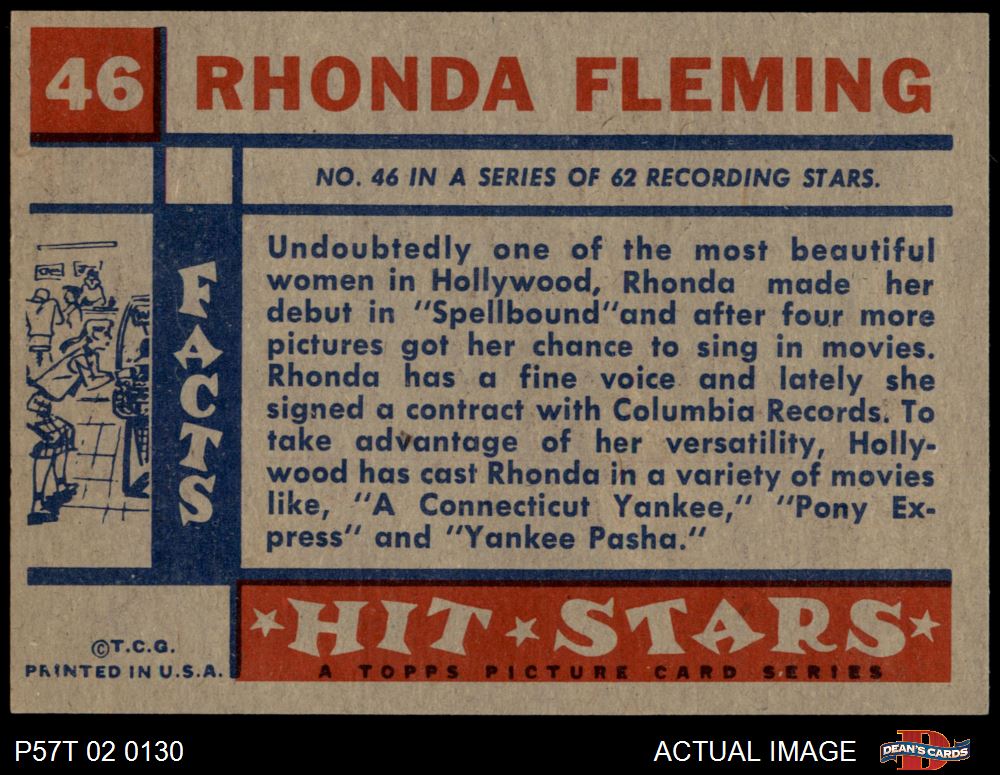 46
RHONDA FLEMING
NO. 46 IN A SERIES OF 62 RECORDING STARS.
FACTS
Undoubtedly one of the most beautiful
women in Hollywood, Rhonda made her
debut in "Spellbound"and after four more
pictures got her chance to sing in movies.
Rhonda has a fine voice and lately she
signed a contract with Columbia Records. To
take advantage of her versatility, Holly-
wood has cast Rhonda in a variety of movies
like, "A Connecticut Yankee," "Pony Ex-
press" and "Yankee Pasha."
©T.C.G.
PRINTED IN U.S.A.
HIT STARS
A TOPPS PICTURE CARD SERIES
P57T 02 0130
ACTUAL IMAGE
D
DEAN'S CARDS